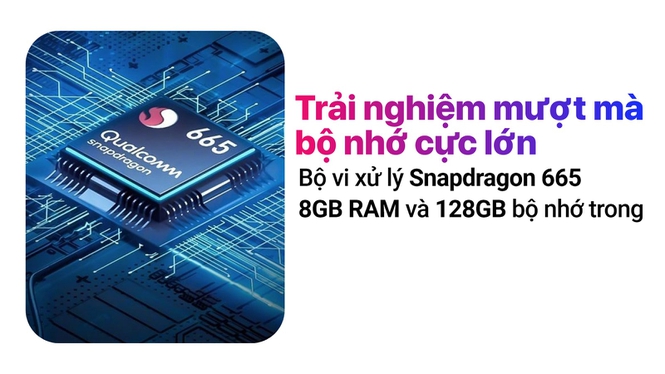 Qualcomm
snapdragon
665
Trải nghiệm mượt mà
bộ nhớ cực lớn
Bộ vi xử lý Snapdragon 665
8GB RAM và 128GB bộ nhớ trong